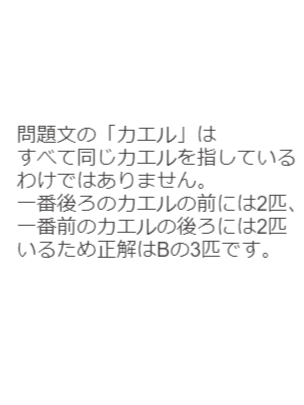 問題文の「カエル」は
すべて同じカエルを指している
わけではありません。
一番後ろのカエルの前には2匹、
一番前のカエルの後ろには2匹
いるため正解はBの3匹です。